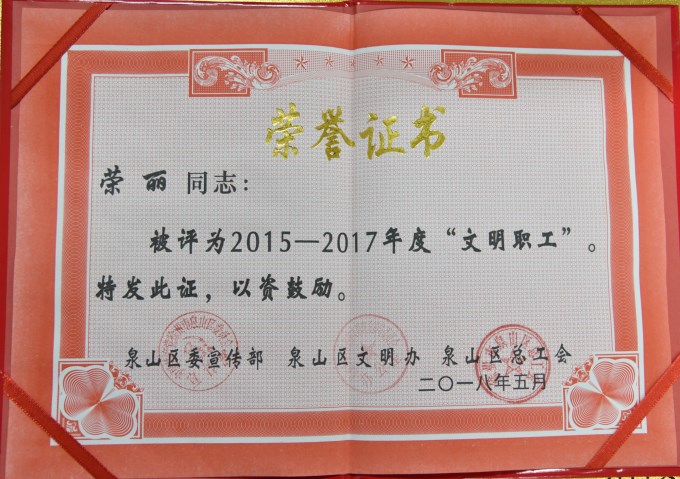 荣誉证书
荣丽 同志：
被评为2015—2017年度“文明职工”。
特发此证，以资鼓励。
泉山区委宣传部 泉山区文明办 泉山区总工会
二〇一八年五月